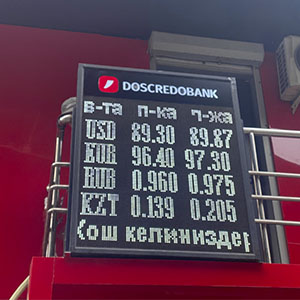 DOSCREDOBANK
в-та п-ка п-жа
USD 89.30 89.87
EUR 96.40 97.30
RUB 0.960 0.975
KZT 0.139 0.205
Кош келиниздер